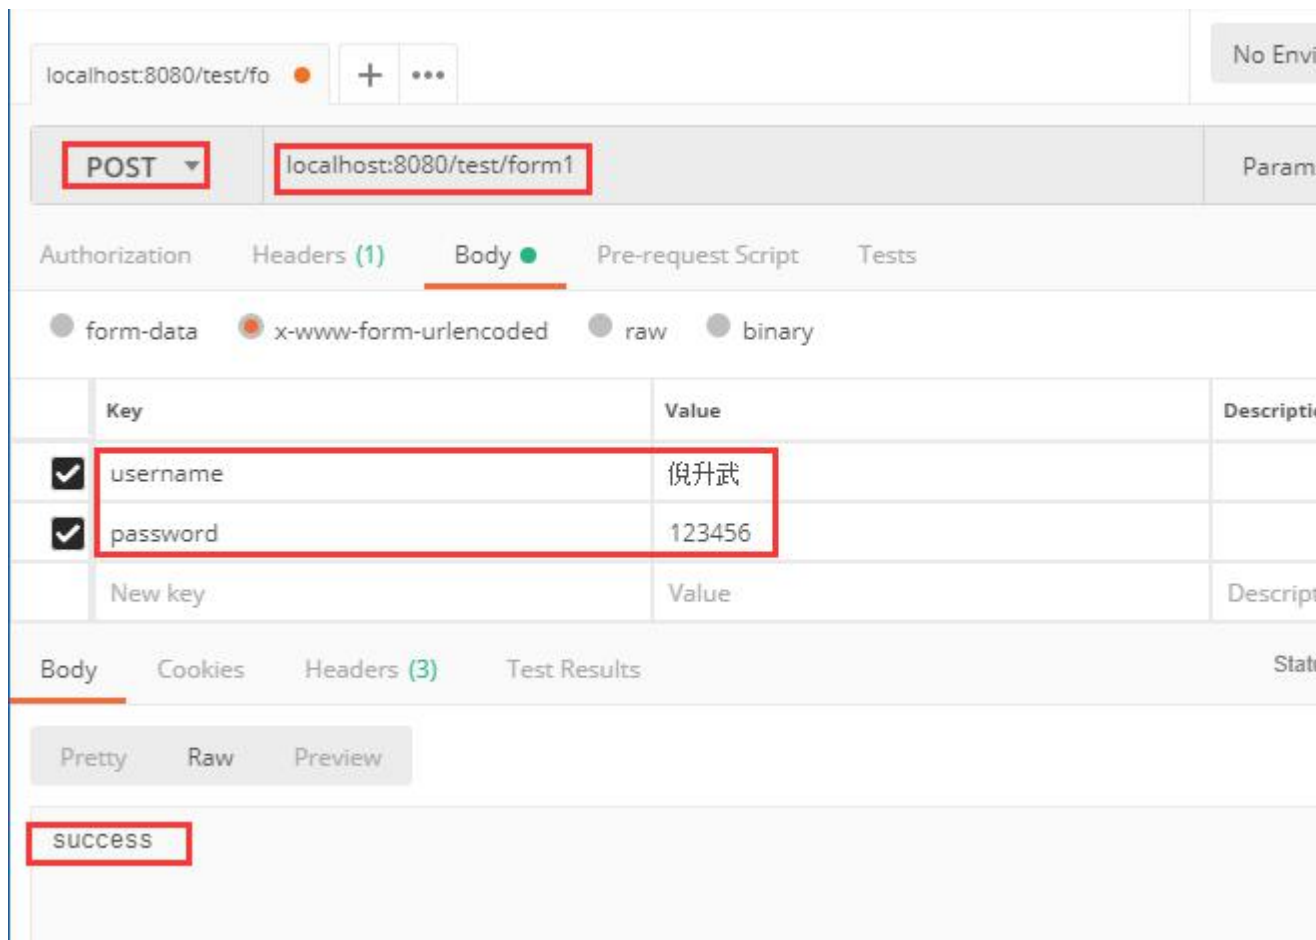 localhost:8080/test/fo
No Envi
POST localhost:8080/test/form1 Param
Authorization Headers (1) Body Pre-request Script Tests
form-data x-www-form-urlencoded raw binary
Key Value Descripti
username 倪升武
password 123456
New key Value Descript
Body Cookies Headers (3) Test Results Statu
Pretty Raw Preview
success